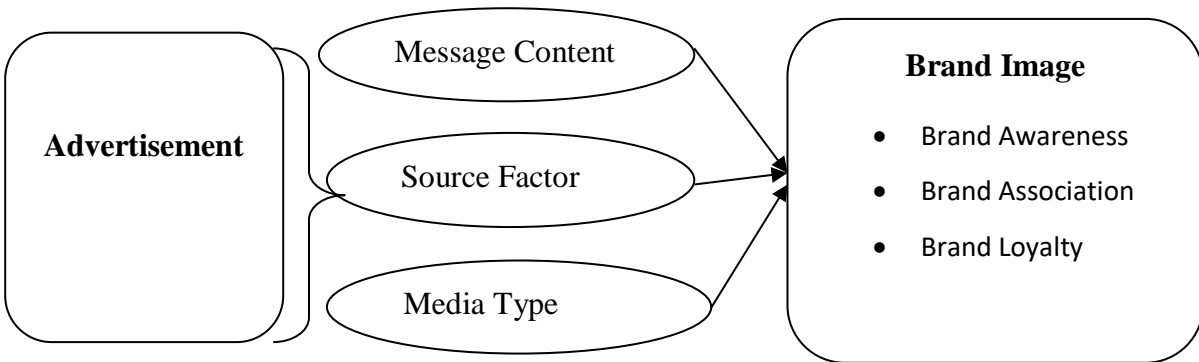 Advertisement
Message Content
Source Factor
Media Type
Brand Image
• Brand Awareness
• Brand Association
• Brand Loyalty